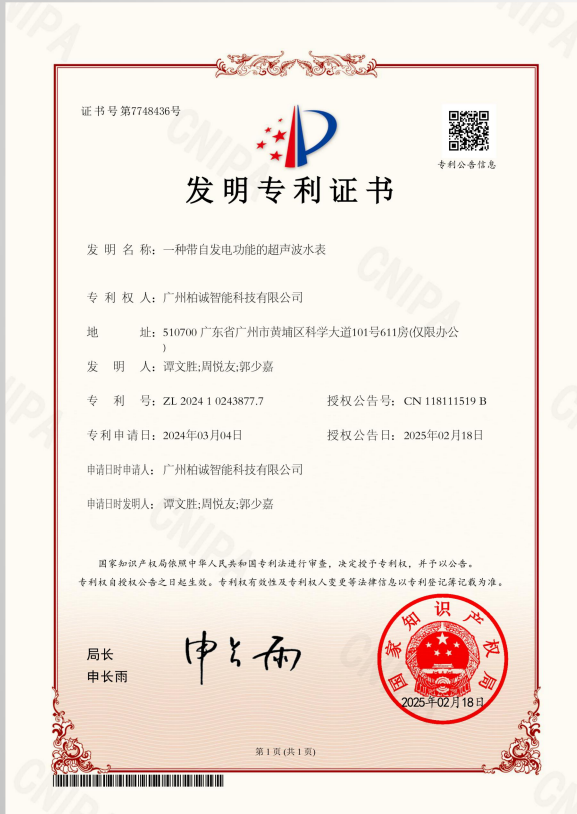 证书号第7748436号
专利公告信息
发明专利证书
发明名称：一种带自发电功能的超声波水表
专利权人：广州柏诚智能科技有限公司
地址：510700 广东省广州市黄埔区科学大道101号611房(仅限办公
)
发明人：谭文胜;周悦友;郭少嘉
专利号：ZL 2024 1 0243877.7 授权公告号：CN 118111519 B
专利申请日：2024年03月04日 授权公告日：2025年02月18日
申请日时申请人：广州柏诚智能科技有限公司
申请日时发明人：谭文胜;周悦友;郭少嘉
国家知识产权局依照中华人民共和国专利法进行审查，决定授予专利权，并予以公告。
专利权自授权公告之日起生效。专利权有效性及专利权人变更等法律信息以专利登记簿记载为准。
局长
申长雨
申长雨
国家知识产权局
2025年02月18日
第 1 页 (共 1 页)
CNIPA
CNIPA
CNIPA
CNIPA
CNIPA